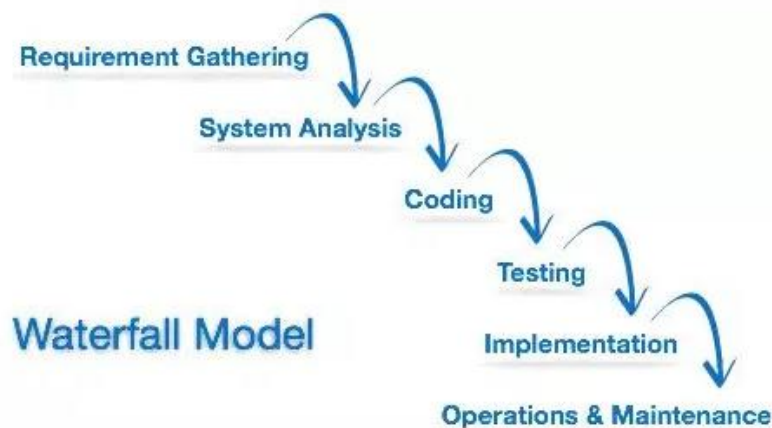 Requirement Gathering
System Analysis
Coding
Testing
Waterfall Model
Implementation
Operations & Maintenance